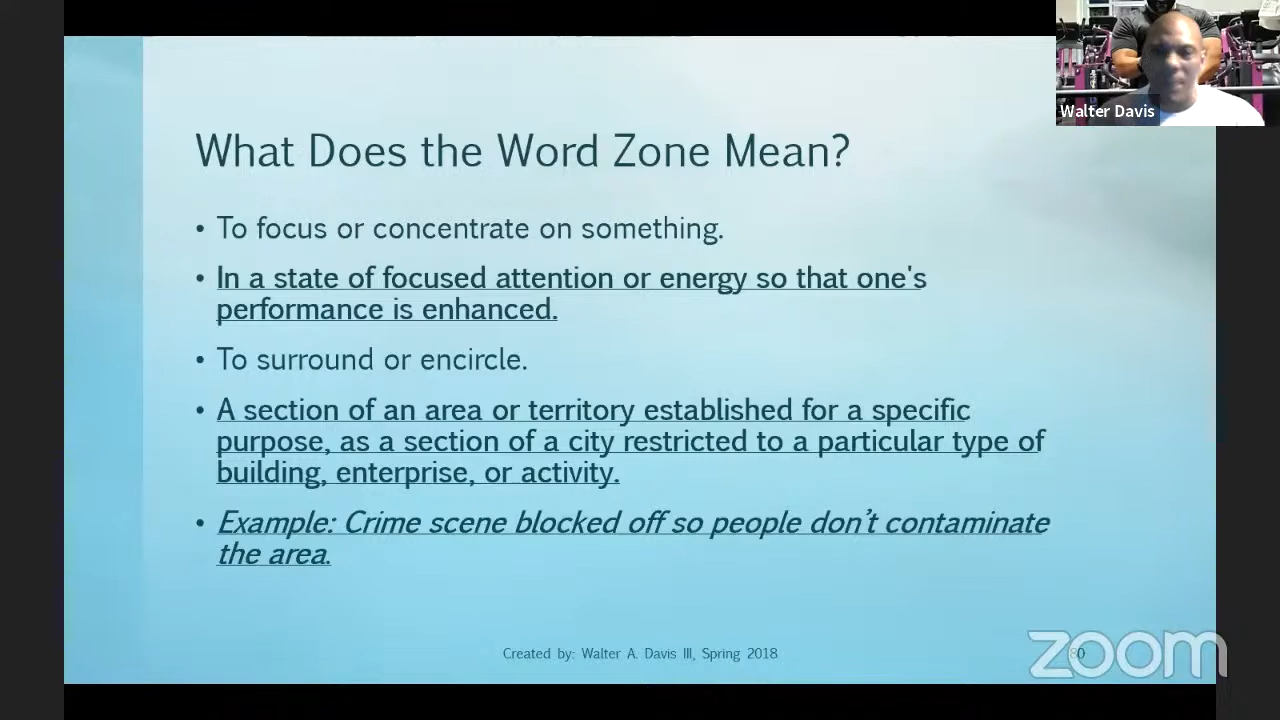 Walter Davis
What Does the Word Zone Mean?
• To focus or concentrate on something.
• In a state of focused attention or energy so that one's
performance is enhanced.
• To surround or encircle.
• A section of an area or territory established for a specific
purpose, as a section of a city restricted to a particular type of
building, enterprise, or activity.
• Example: Crime scene blocked off so people don’t contaminate
the area.
Created by: Walter A. Davis III, Spring 2018
80
zoom